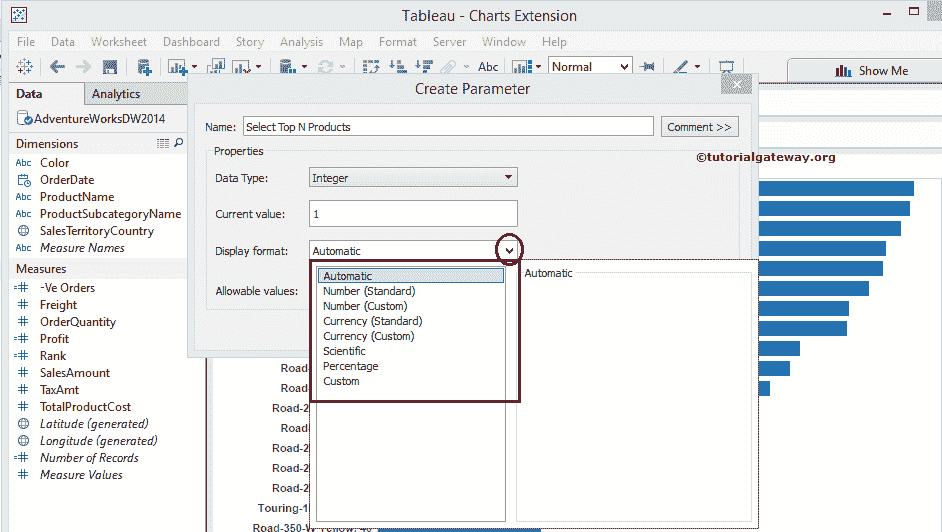 Tableau - Charts Extension
File Data Worksheet Dashboard Story Analysis Map Format Server Window Help
Abc Normal Show Me
Data Analytics
AdventureWorksDW2014
Dimensions
Abc Color
OrderDate
Abc ProductName
Abc ProductSubcategoryName
SalesTerritoryCountry
Abc Measure Names
Measures
-Ve Orders
Freight
OrderQuantity
Profit
Rank
SalesAmount
TaxAmt
TotalProductCost
Latitude (generated)
Longitude (generated)
Number of Records
Measure Values
Create Parameter
Name: Select Top N Products Comment >>
©tutorialgateway.org
Properties
Data Type: Integer
Current value: 1
Display format: Automatic
Allowable values:
Automatic
Number (Standard)
Number (Custom)
Currency (Standard)
Currency (Custom)
Scientific
Percentage
Custom
Automatic
Road-
Road-
Road-2
Road-
Road-2
Road-
Road-2
Touring-1
Road-350-W Yellow, 40